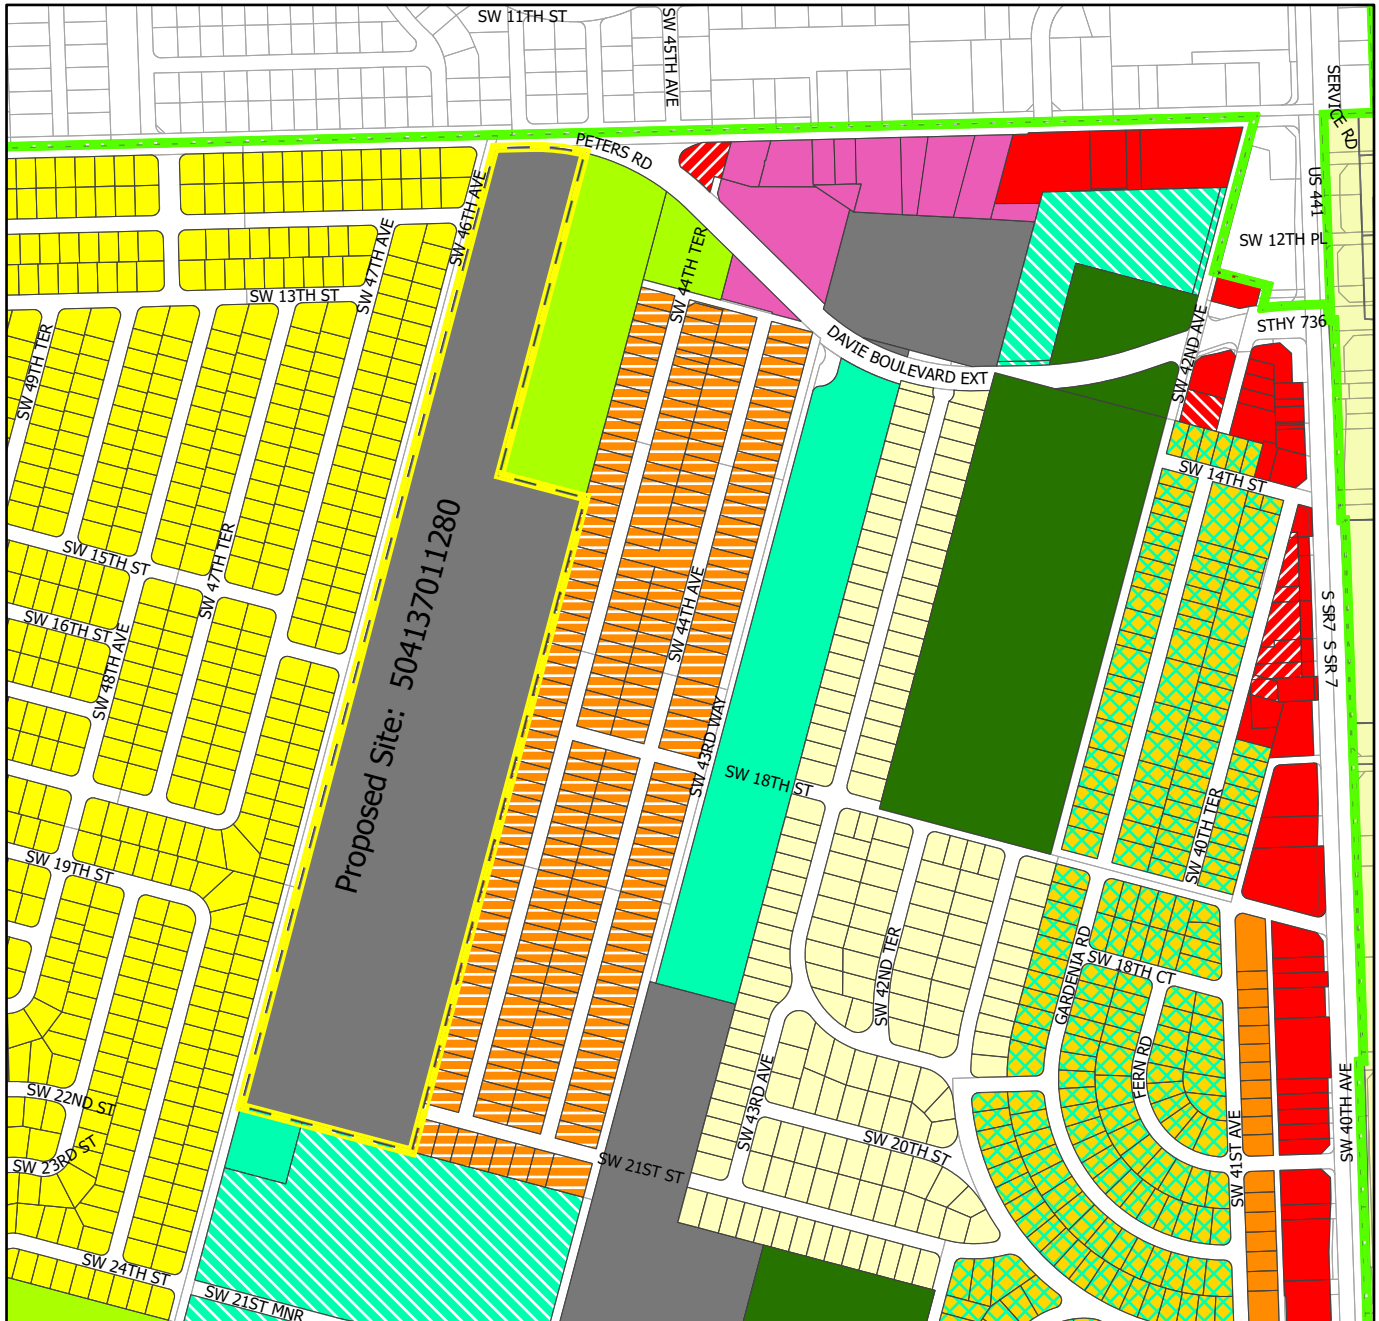 SW 11TH ST
SW 45TH AVE
SERVICE RD
PETERS RD
US 441
SW 46TH AVE
SW 47TH AVE
SW 44TH TER
SW 12TH PL
SW 13TH ST
STHY 736
SW 49TH TER
DAVIE BOULEVARD EXT
SW 42ND AVE
SW 14TH ST
Proposed Site: 504137011280
SW 15TH ST
SW 47TH TER
SW 16TH ST
SW 48TH AVE
SW 44TH AVE
S SR7
S SR 7
SW 43RD WAY
SW 18TH ST
SW 40TH TER
SW 19TH ST
SW 42ND TER
GARDENIA RD
SW 18TH CT
FERN RD
SW 22ND ST
SW 23RD ST
SW 43RD AVE
SW 20TH ST
SW 41ST AVE
SW 40TH AVE
SW 21ST ST
SW 24TH ST
SW 21ST MNR